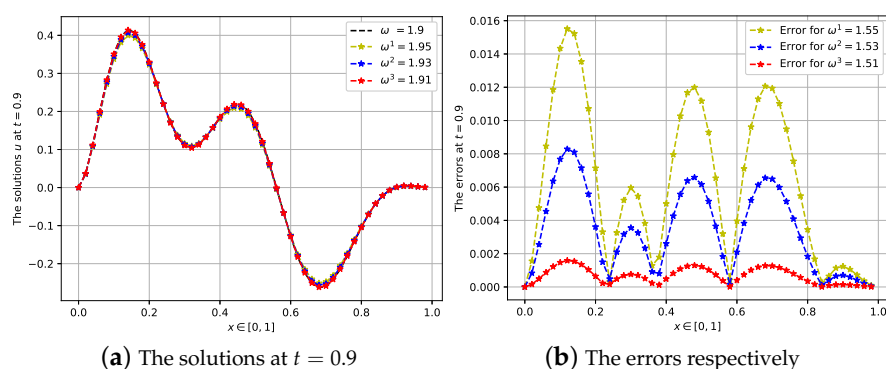 0.4
0.3
0.2
0.1
0.0
−0.1
−0.2
The solutions u at t = 0.9
ω = 1.9
ω¹ = 1.95
ω² = 1.93
ω³ = 1.91
0.0 0.2 0.4 0.6 0.8 1.0
x ∈ [0, 1]
(a) The solutions at t = 0.9
0.016
0.014
0.012
0.010
0.008
0.006
0.004
0.002
0.000
The errors at t = 0.9
Error for ω¹ = 1.55
Error for ω² = 1.53
Error for ω³ = 1.51
0.0 0.2 0.4 0.6 0.8 1.0
x ∈ [0, 1]
(b) The errors respectively